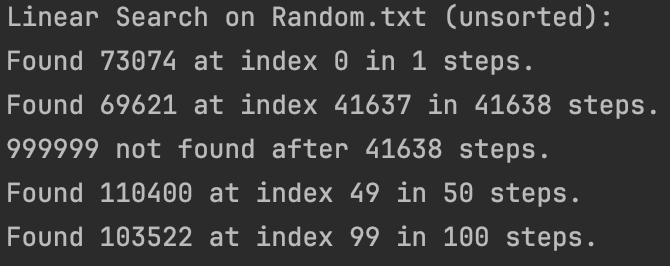 Linear Search on Random.txt (unsorted):
Found 73074 at index 0 in 1 steps.
Found 69621 at index 41637 in 41638 steps.
999999 not found after 41638 steps.
Found 110400 at index 49 in 50 steps.
Found 103522 at index 99 in 100 steps.